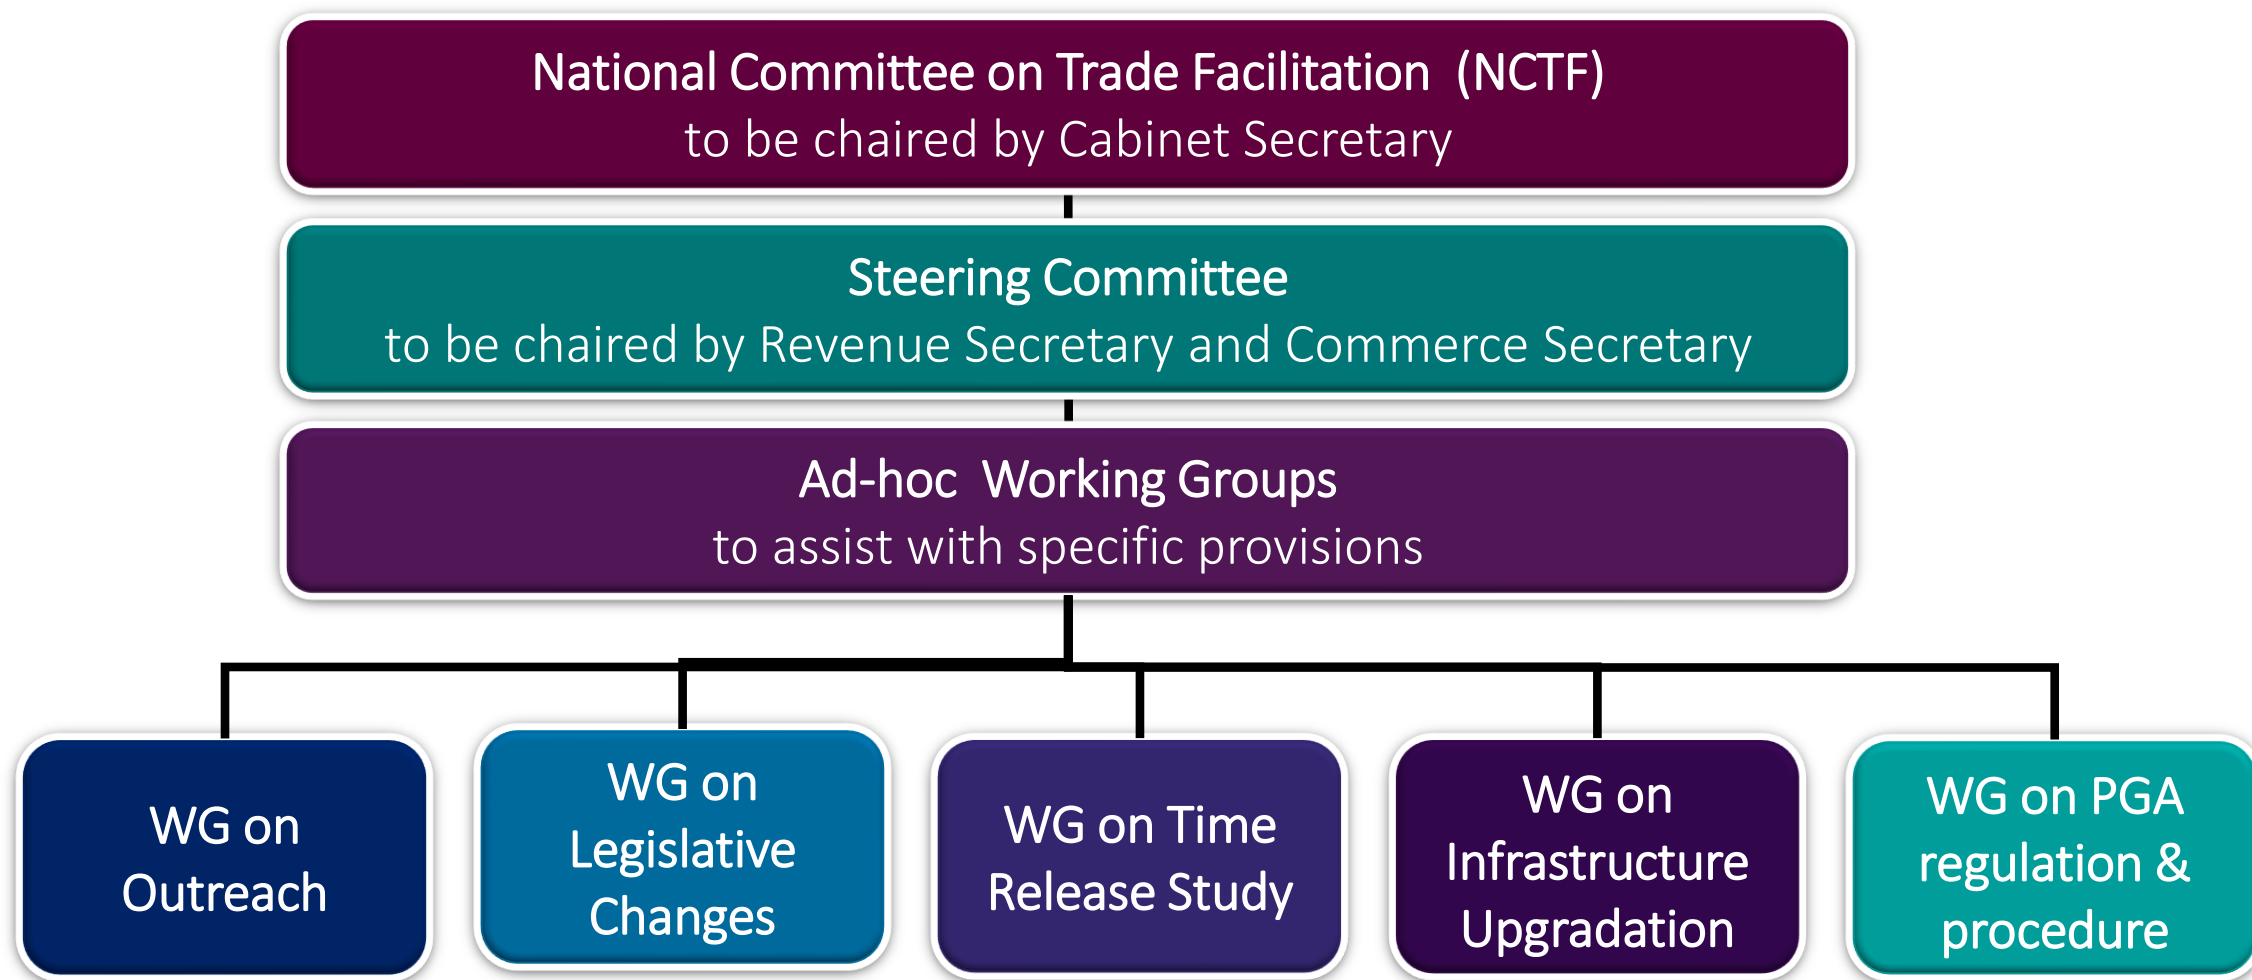 National Committee on Trade Facilitation (NCTF)
to be chaired by Cabinet Secretary
Steering Committee
to be chaired by Revenue Secretary and Commerce Secretary
Ad-hoc Working Groups
to assist with specific provisions
WG on
Outreach
WG on
Legislative
Changes
WG on Time
Release Study
WG on
Infrastructure
Upgradation
WG on PGA
regulation &
procedure